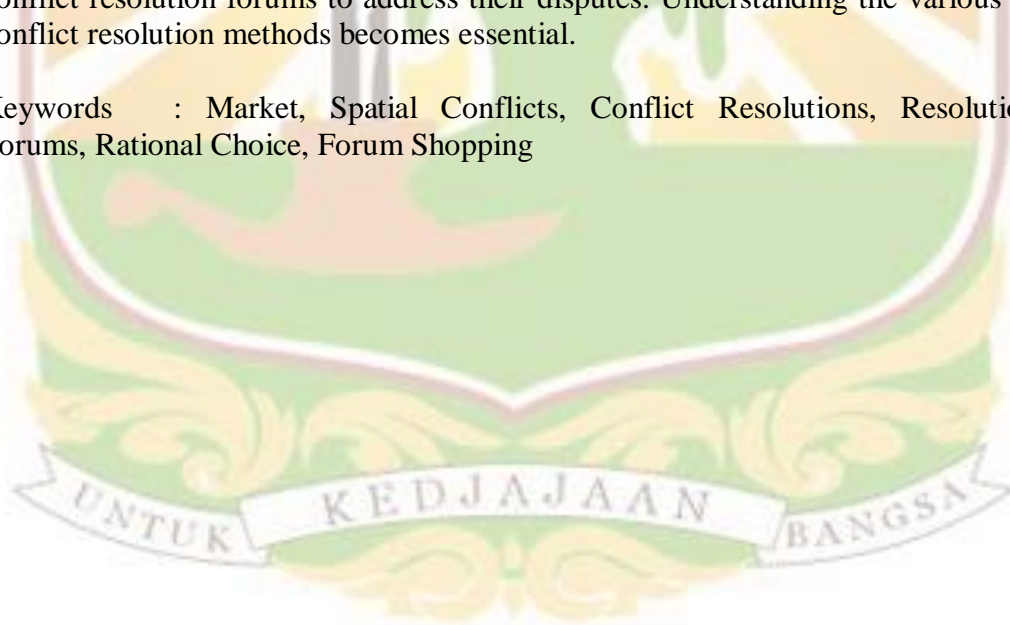 onflict resolution forums to address their disputes. Understanding the various
onflict resolution methods becomes essential.
Keywords : Market, Spatial Conflicts, Conflict Resolutions, Resolutio
orums, Rational Choice, Forum Shopping
UNTUK KEDJAJAAN BANGSA